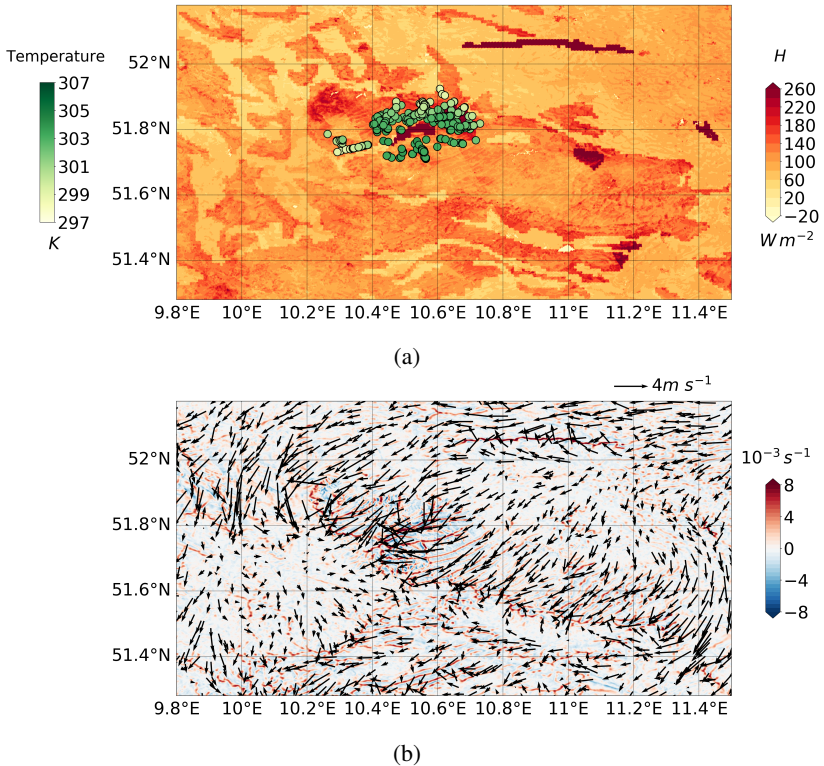 Temperature
307
305
303
301
299
297
K
52°N
51.8°N
51.6°N
51.4°N
9.8°E 10°E 10.2°E 10.4°E 10.6°E 10.8°E 11°E 11.2°E 11.4°E
H
260
220
180
140
100
60
20
−20
W m−2
(a)
4m s−1
52°N
51.8°N
51.6°N
51.4°N
9.8°E 10°E 10.2°E 10.4°E 10.6°E 10.8°E 11°E 11.2°E 11.4°E
10−3 s−1
8
4
0
−4
−8
(b)